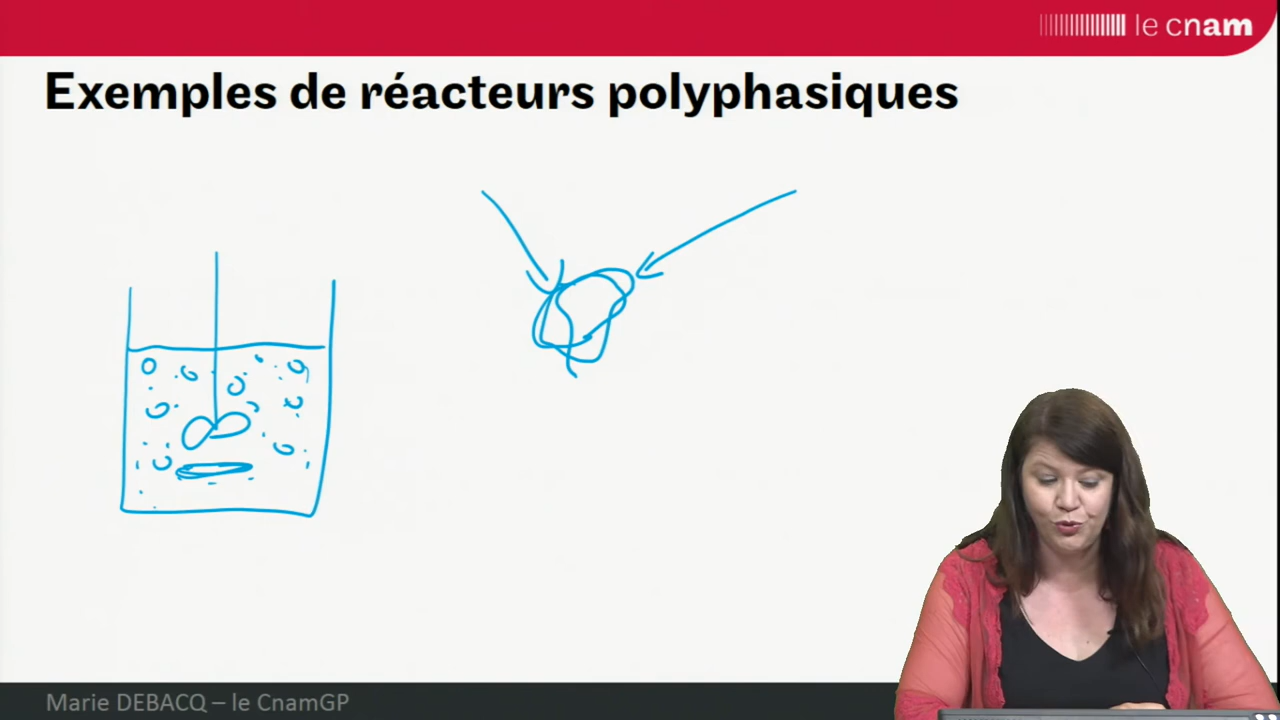 le cnam
Exemples de réacteurs polyphasiques
Marie DEBACQ – le CnamGP